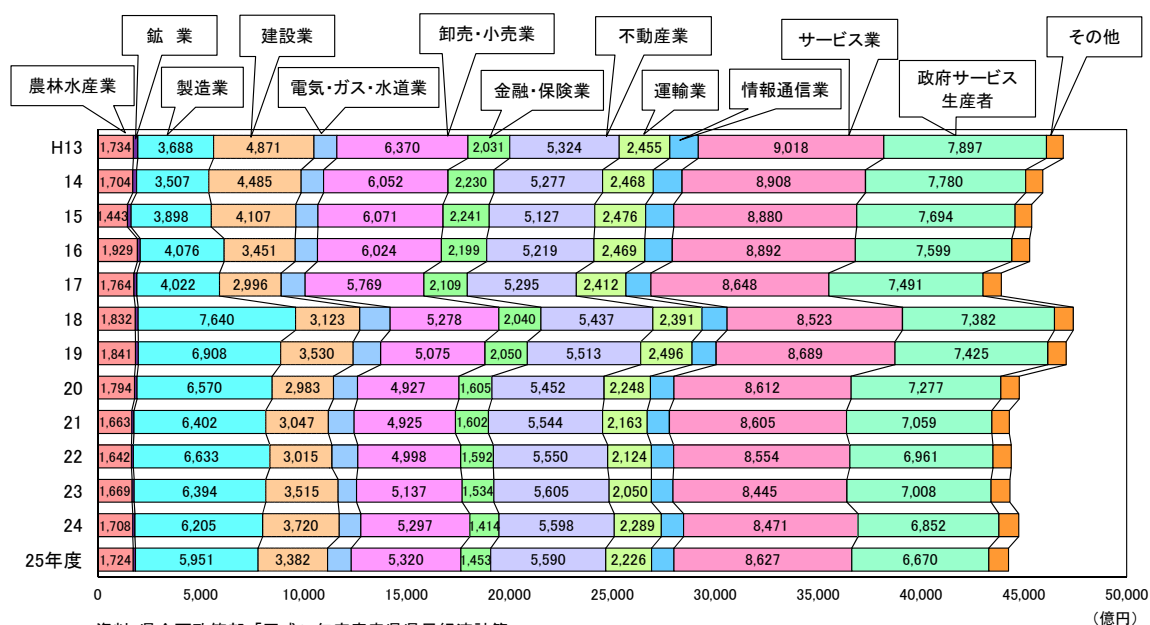 鉱 業
建設業
卸売・小売業
不動産業
サービス業
その他
農林水産業
製造業
電気・ガス・水道業
金融・保険業
運輸業
情報通信業
政府サービス
生産者
H13 1,734 3,688 4,871 6,370 2,031 5,324 2,455 9,018 7,897
14 1,704 3,507 4,485 6,052 2,230 5,277 2,468 8,908 7,780
15 1,443 3,898 4,107 6,071 2,241 5,127 2,476 8,880 7,694
16 1,929 4,076 3,451 6,024 2,199 5,219 2,469 8,892 7,599
17 1,764 4,022 2,996 5,769 2,109 5,295 2,412 8,648 7,491
18 1,832 7,640 3,123 5,278 2,040 5,437 2,391 8,523 7,382
19 1,841 6,908 3,530 5,075 2,050 5,513 2,496 8,689 7,425
20 1,794 6,570 2,983 4,927 1,605 5,452 2,248 8,612 7,277
21 1,663 6,402 3,047 4,925 1,602 5,544 2,163 8,605 7,059
22 1,642 6,633 3,015 4,998 1,592 5,550 2,124 8,554 6,961
23 1,669 6,394 3,515 5,137 1,534 5,605 2,050 8,445 7,008
24 1,708 6,205 3,720 5,297 1,414 5,598 2,289 8,471 6,852
25年度 1,724 5,951 3,382 5,320 1,453 5,590 2,226 8,627 6,670
0 5,000 10,000 15,000 20,000 25,000 30,000 35,000 40,000 45,000 50,000
(億円)